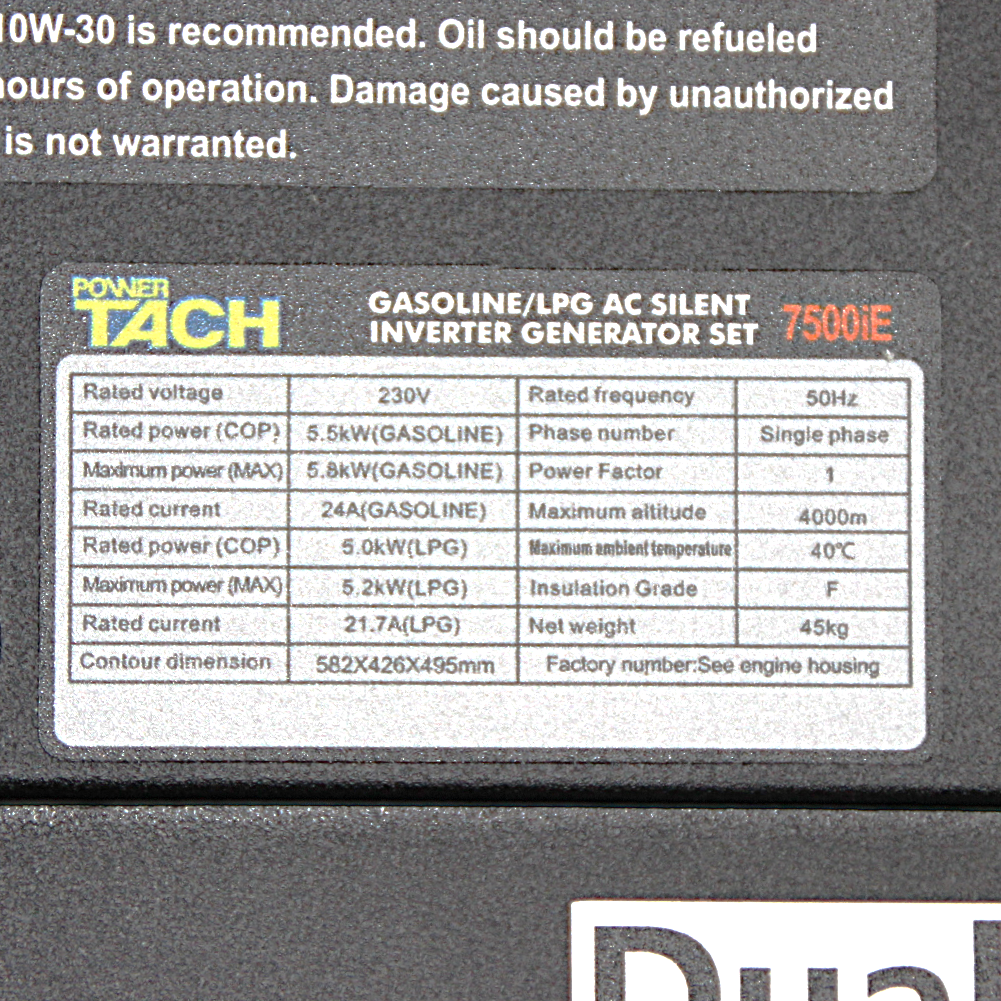 10W-30 is recommended. Oil should be refueled
hours of operation. Damage caused by unauthorized
is not warranted.
POWER
TACH
GASOLINE/LPG AC SILENT
INVERTER GENERATOR SET
7500iE
Rated voltage 230V Rated frequency 50Hz
Rated power (COP) 5.5kW(GASOLINE) Phase number Single phase
Maximum power (MAX) 5.8kW(GASOLINE) Power Factor 1
Rated current 24A(GASOLINE) Maximum altitude 4000m
Rated power (COP) 5.0kW(LPG) Maximum ambient temperature 40℃
Maximum power (MAX) 5.2kW(LPG) Insulation Grade F
Rated current 21.7A(LPG) Net weight 45kg
Contour dimension 582X426X495mm Factory number:See engine housing
Dual